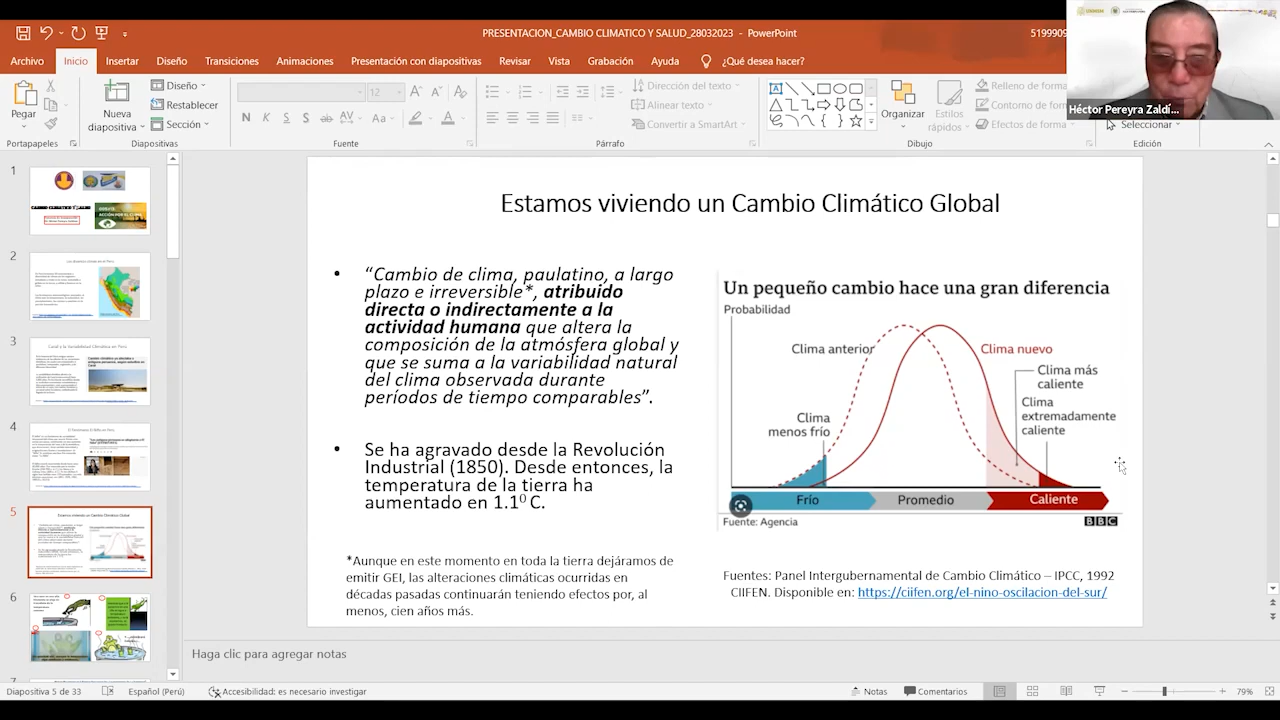 PRESENTACION_CAMBIO CLIMATICO Y SALUD_28032023 - PowerPoint
5199909
Archivo
Inicio
Insertar
Diseño
Transiciones
Animaciones
Presentación con diapositivas
Revisar
Vista
Grabación
Ayuda
¿Qué desea hacer?
Héctor Pereyra Zaldí...
Pegar
Nueva
diapositiva
Diseño
Restablecer
Sección
12
Dirección del texto
Alinear texto
Convertir a SmartArt
Organizar
Estilos
rápidos
Relleno de forma
Contorno de forma
Efectos de forma
Seleccionar
Portapapeles
Diapositivas
Fuente
Párrafo
Dibujo
Edición
1
2
3
4
5
6
Estamos viviendo un Cambio Climático Global
• “Cambio de clima, paulatino, a largo
plazo e irreversible*, atribuido
directa o indirectamente a la
actividad humana que altera la
composición de la atmósfera global y
que se suma a la variabilidad natural
del clima observada durante
períodos de tiempo comparables”.
• Se ha agravado desde la Revolución
Industrial (1850). Desde entonces, la
temperatura de la tierra ha
aumentado en 1.1⁰ C.
*Aunque en este momento en toda la tierra dejáramos de
emitir GEI, las alteraciones climáticas ocurridas en
décadas pasadas continuarán teniendo efectos por, al
menos, cien años más.
Un pequeño cambio hace una gran diferencia
Probabilidad
Clima anterior
Clima nuevo
Clima más
caliente
Clima
extremadamente
caliente
Clima
menos frío
Frío
Promedio
Caliente
Fuente: Agencia
BBC
Fuentes: Panel Intergubernamental de Cambio Climático – IPCC, 1992
https://enfen.org/el-nino-oscilacion-del-sur/
Haga clic para agregar notas
Diapositiva 5 de 33
Español (Perú)
Accesibilidad: es necesario investigar
Notas
Comentarios
79%